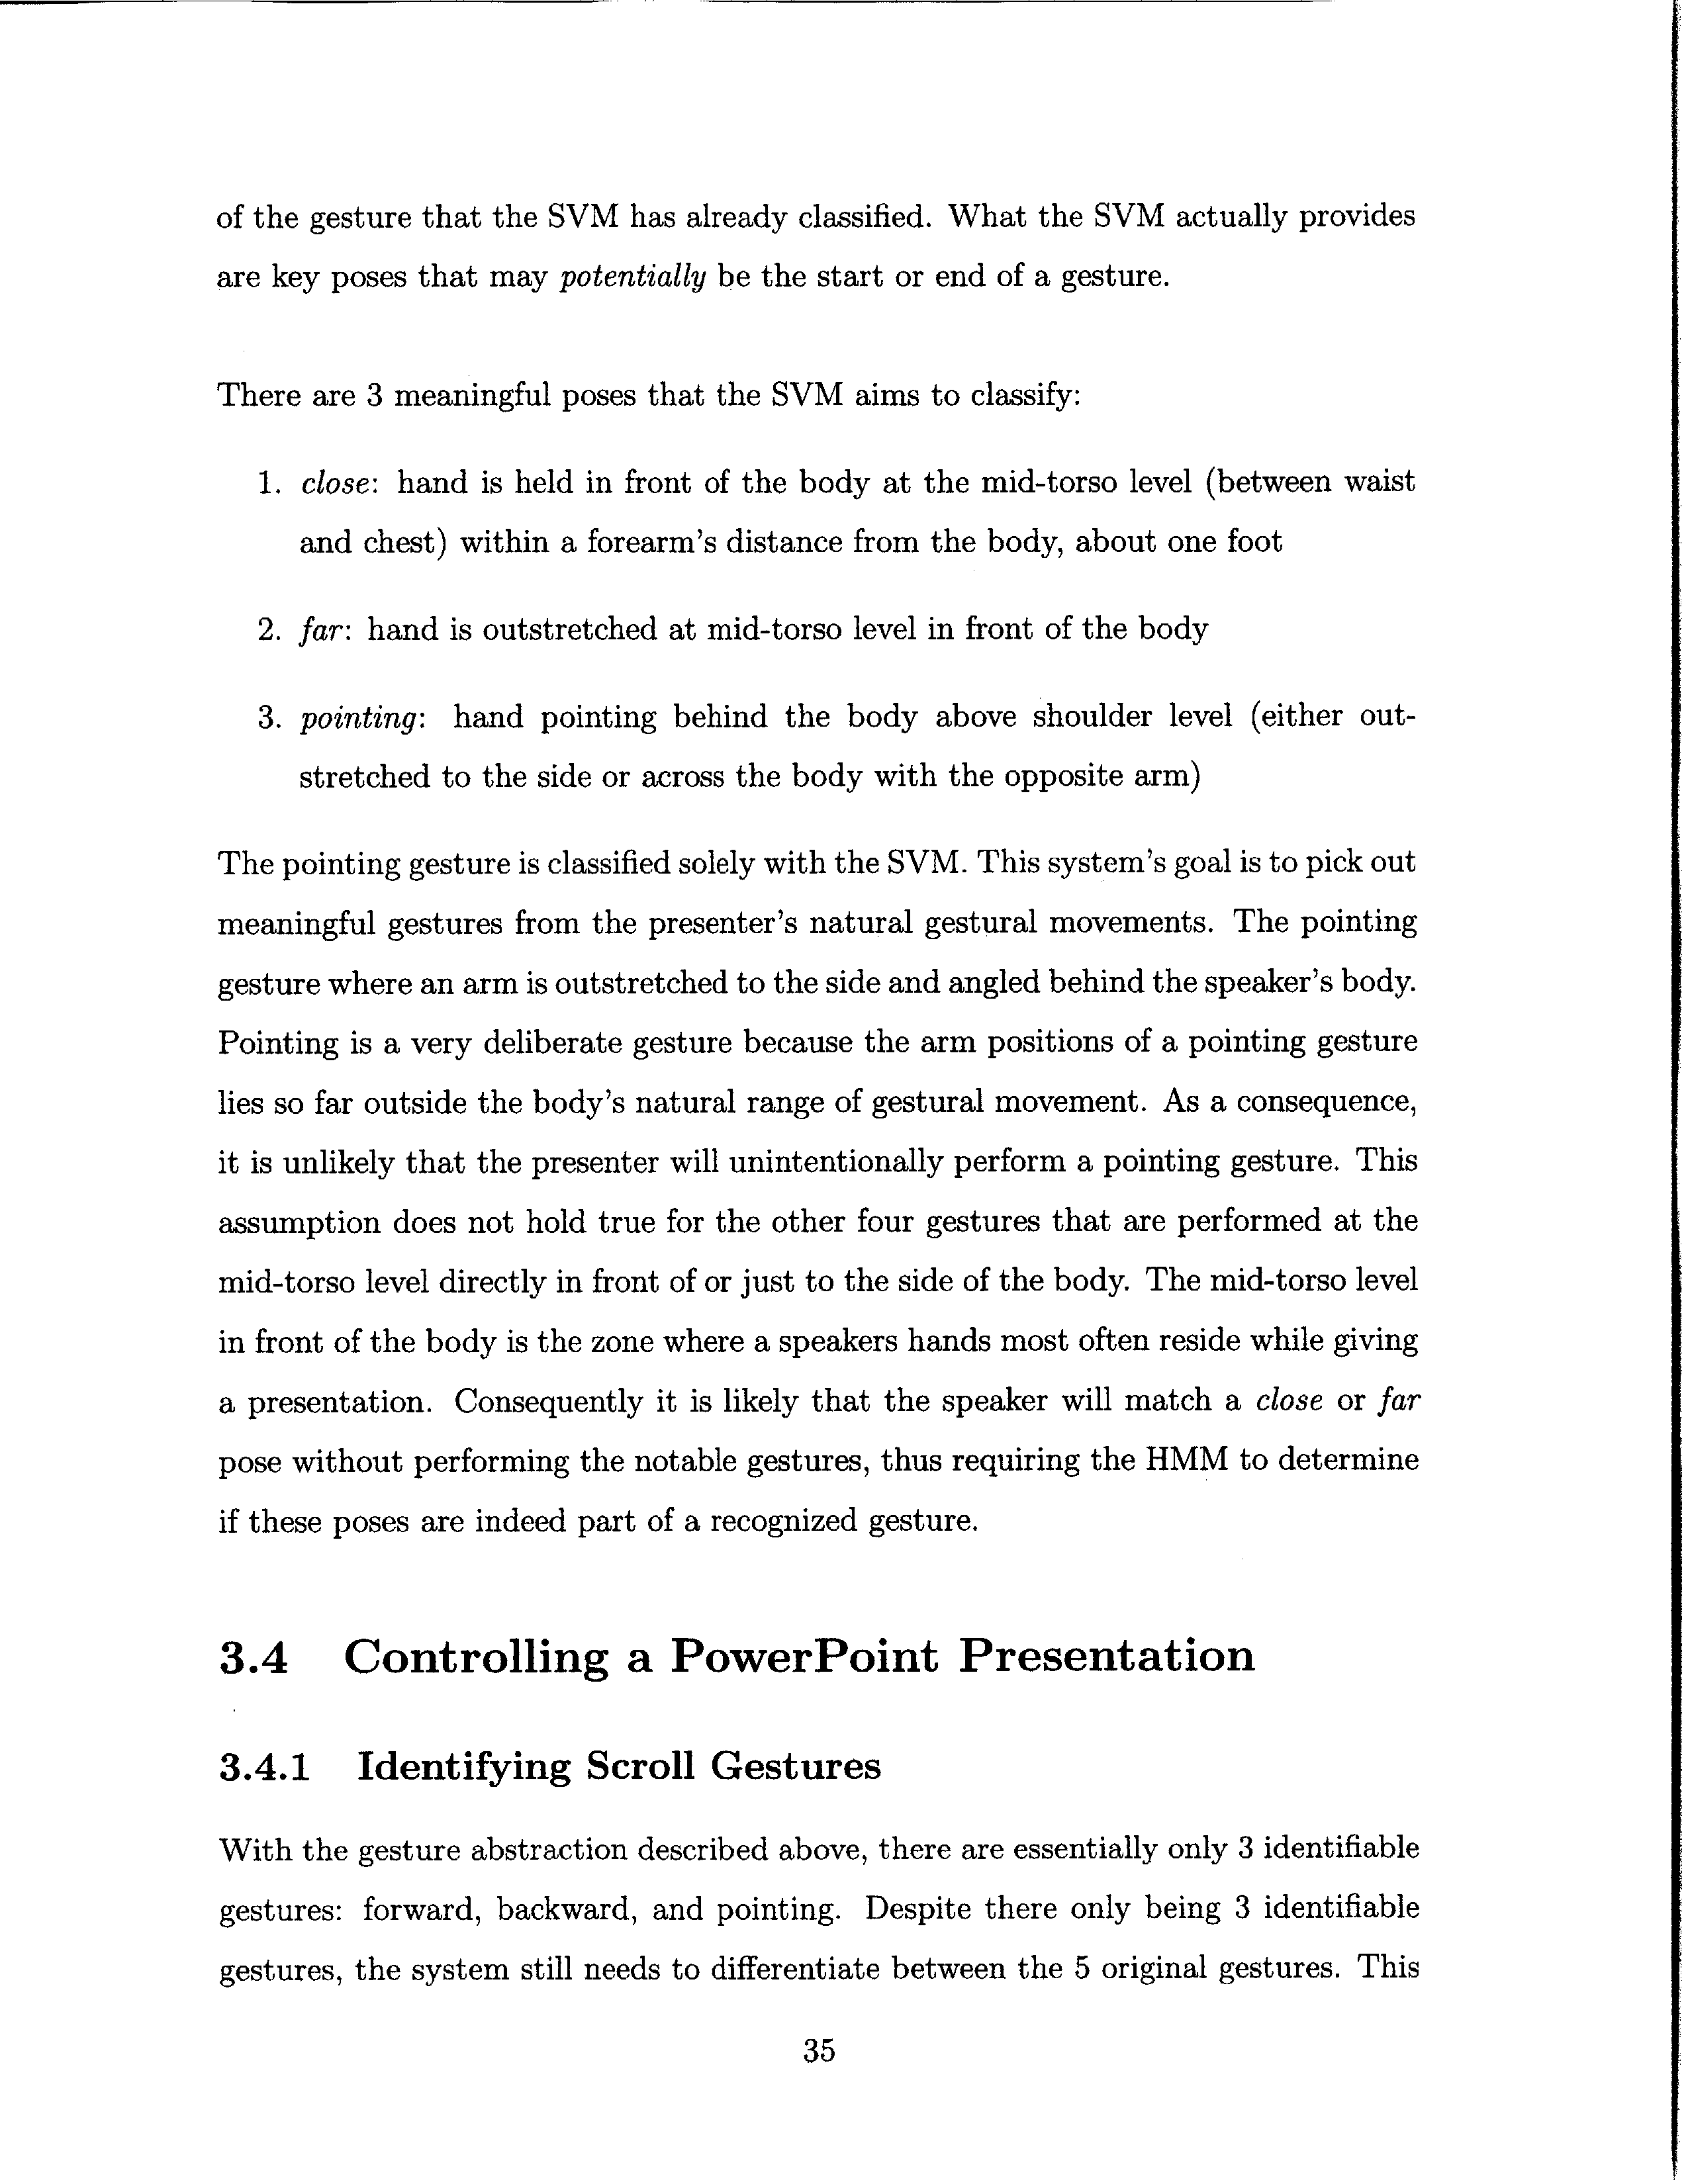 of the gesture that the SVM has already classified. What the SVM actually provides
are key poses that may potentially be the start or end of a gesture.
There are 3 meaningful poses that the SVM aims to classify:
1. close: hand is held in front of the body at the mid-torso level (between waist
and chest) within a forearm's distance from the body, about one foot
2. far: hand is outstretched at mid-torso level in front of the body
3. pointing: hand pointing behind the body above shoulder level (either out-
stretched to the side or across the body with the opposite arm)
The pointing gesture is classified solely with the SVM. This system's goal is to pick out
meaningful gestures from the presenter's natural gestural movements. The pointing
gesture where an arm is outstretched to the side and angled behind the speaker's body.
Pointing is a very deliberate gesture because the arm positions of a pointing gesture
lies so far outside the body's natural range of gestural movement. As a consequence,
it is unlikely that the presenter will unintentionally perform a pointing gesture. This
assumption does not hold true for the other four gestures that are performed at the
mid-torso level directly in front of or just to the side of the body. The mid-torso level
in front of the body is the zone where a speakers hands most often reside while giving
a presentation. Consequently it is likely that the speaker will match a close or far
pose without performing the notable gestures, thus requiring the HMM to determine
if these poses are indeed part of a recognized gesture.
3.4 Controlling a PowerPoint Presentation
3.4.1 Identifying Scroll Gestures
With the gesture abstraction described above, there are essentially only 3 identifiable
gestures: forward, backward, and pointing. Despite there only being 3 identifiable
gestures, the system still needs to differentiate between the 5 original gestures. This
35